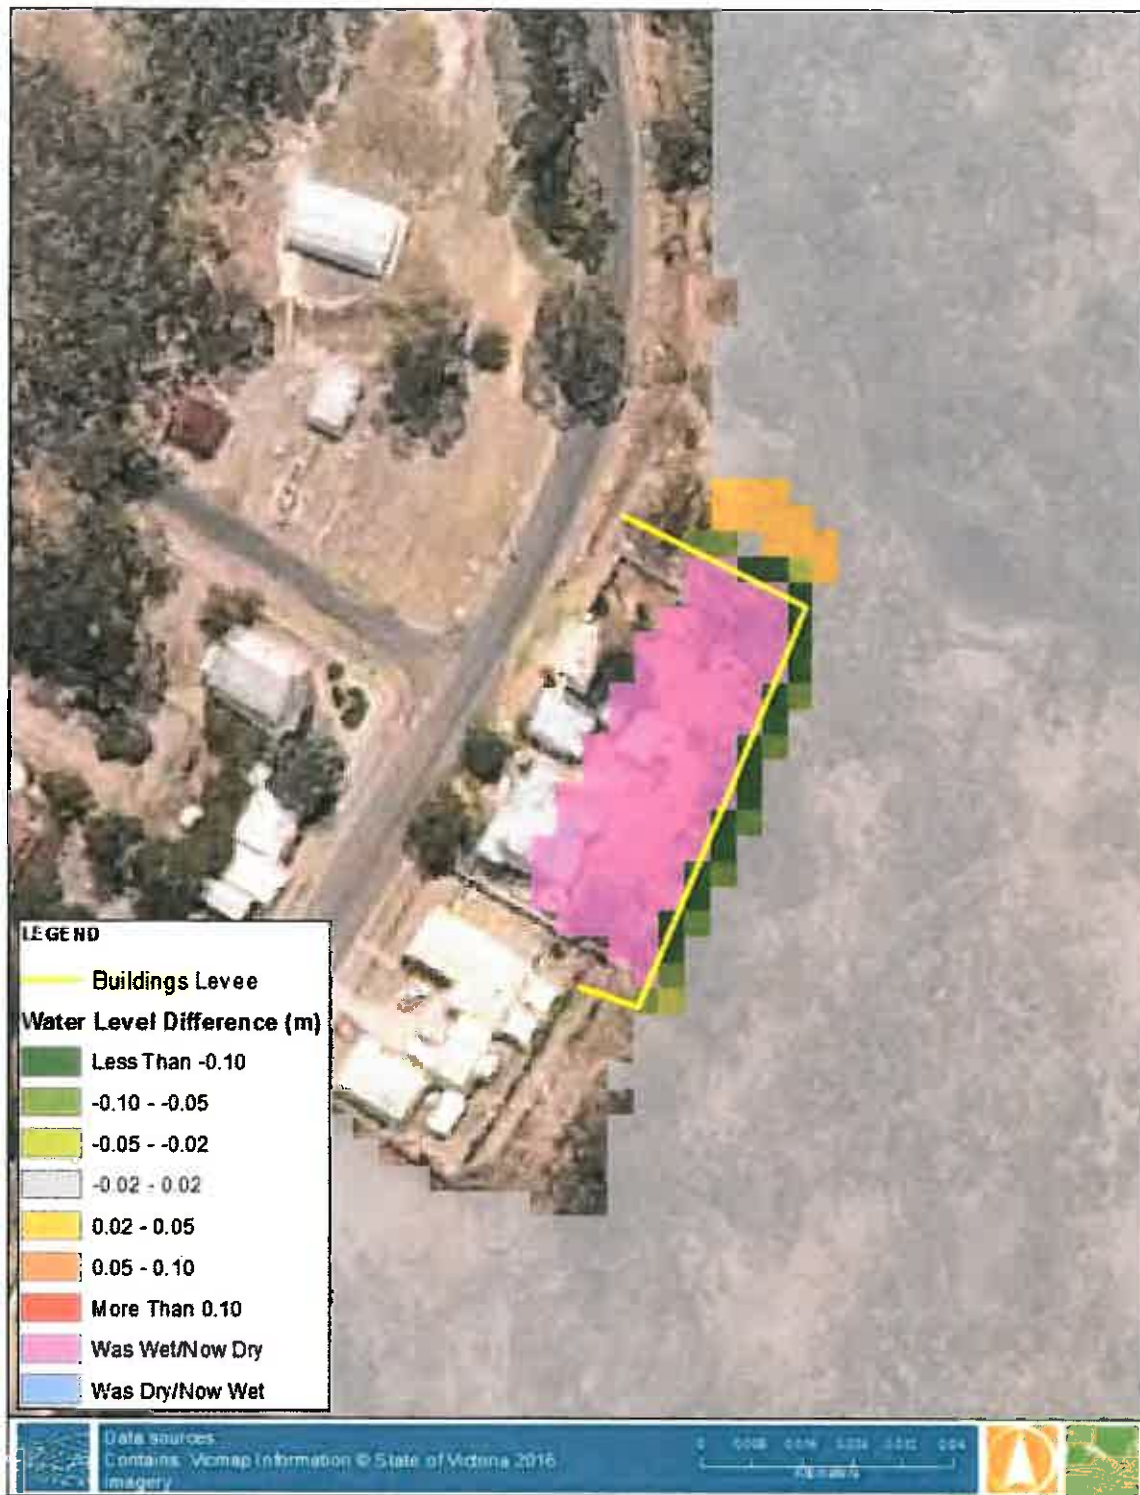 LEGEND
Buildings Levee
Water Level Difference (m)
Less Than -0.10
-0.10 - -0.05
-0.05 - -0.02
-0.02 - 0.02
0.02 - 0.05
0.05 - 0.10
More Than 0.10
Was Wet/Now Dry
Was Dry/Now Wet
Data sources
Contains: Vicmap Information © State of Victoria 2016
imagery
0